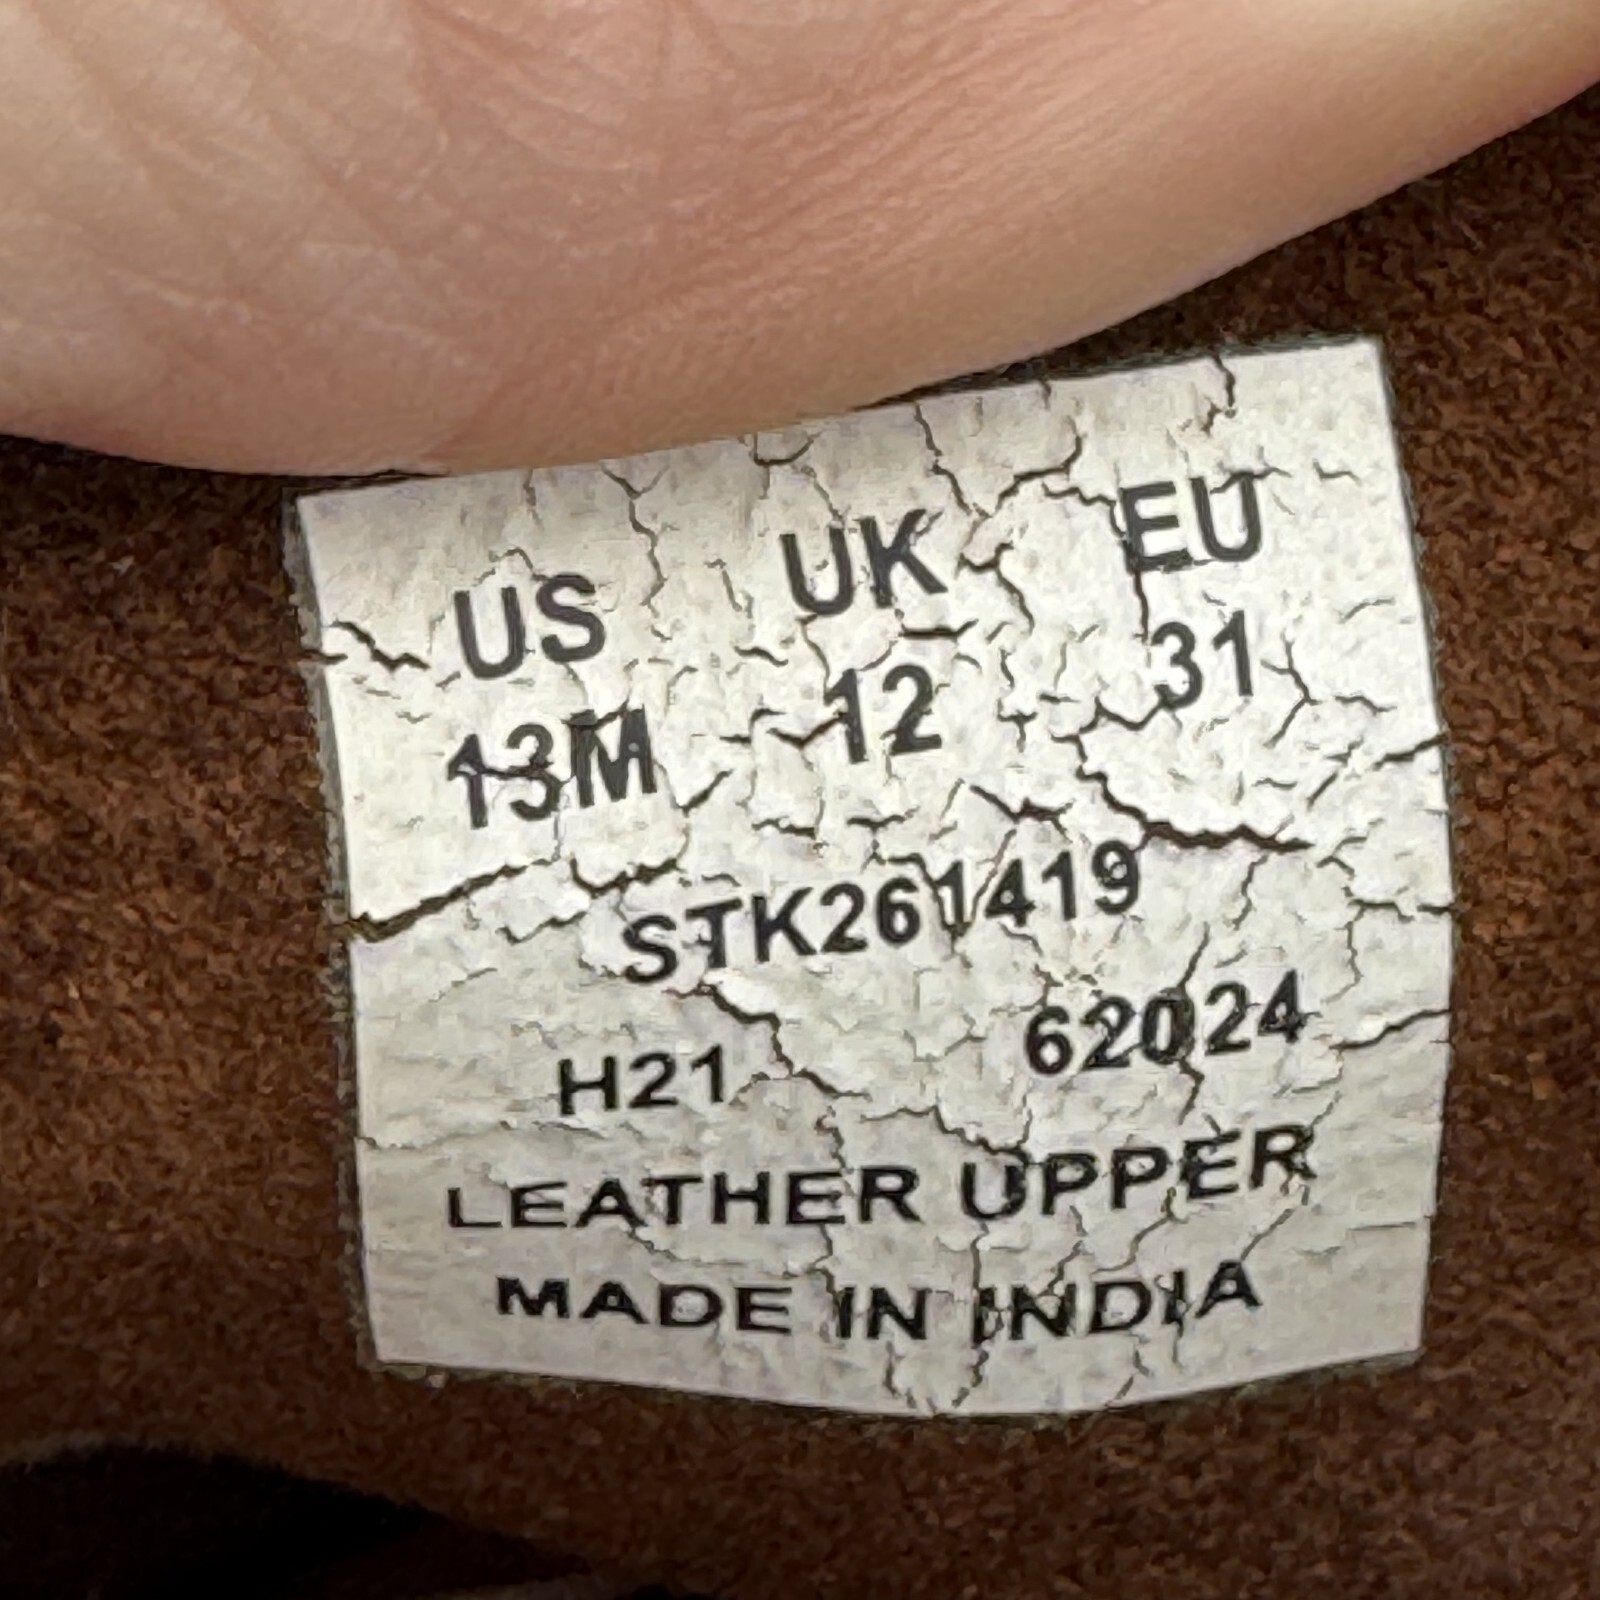 US UK EU
13M 12 31
STK261419
H21 62024
LEATHER UPPER
MADE IN INDIA